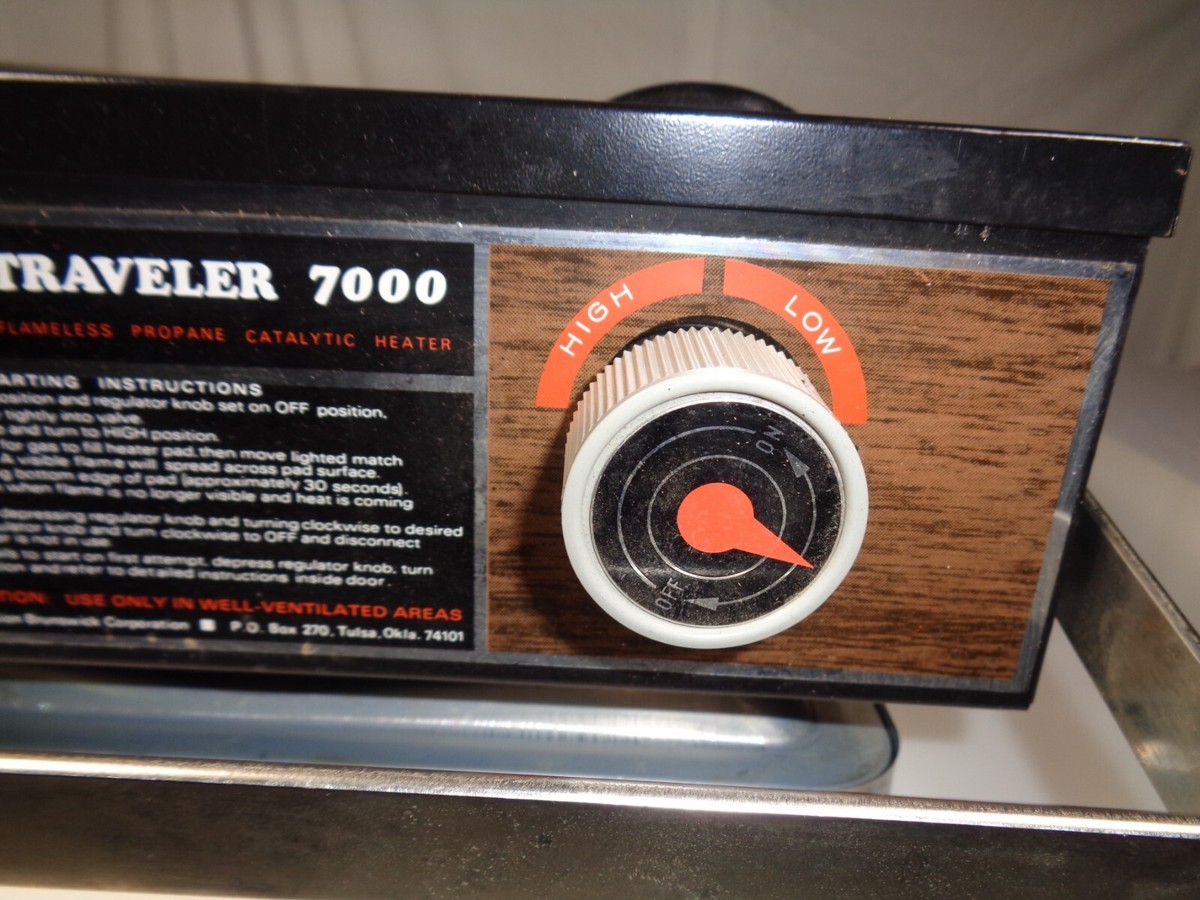 TRAVELER 7000
FLAMELESS PROPANE CATALYTIC HEATER
INSTRUCTIONS
and regulator knob set on OFF position.
tightly into valve.
and turn to HIGH position.
for gas to fill heater pad, then move lighted match
A visible flame will spread across pad surface.
bottom edge of pad (approximately 30 seconds).
when flame is no longer visible and heat is coming
depressing regulator knob and turning clockwise to desired
knob and turn clockwise to OFF and disconnect
is not in use.
to start on first attempt, depress regulator knob, turn
and refer to detailed instructions inside door.
USE ONLY IN WELL-VENTILATED AREAS
Brunswick Corporation ■ P.O. Box 270, Tulsa, Okla. 74101
HIGH
LOW
ON
OFF